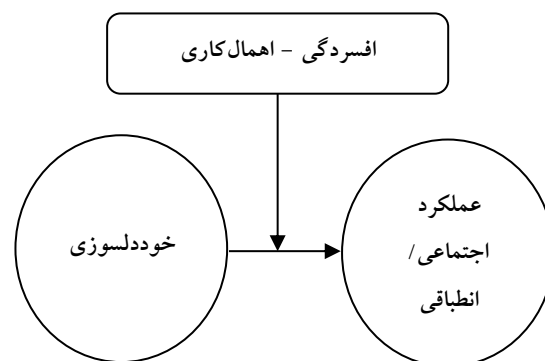 افسردگی – اهمال‌کاری
خوددلسوزی
عملکرد
اجتماعی/
انطباقی